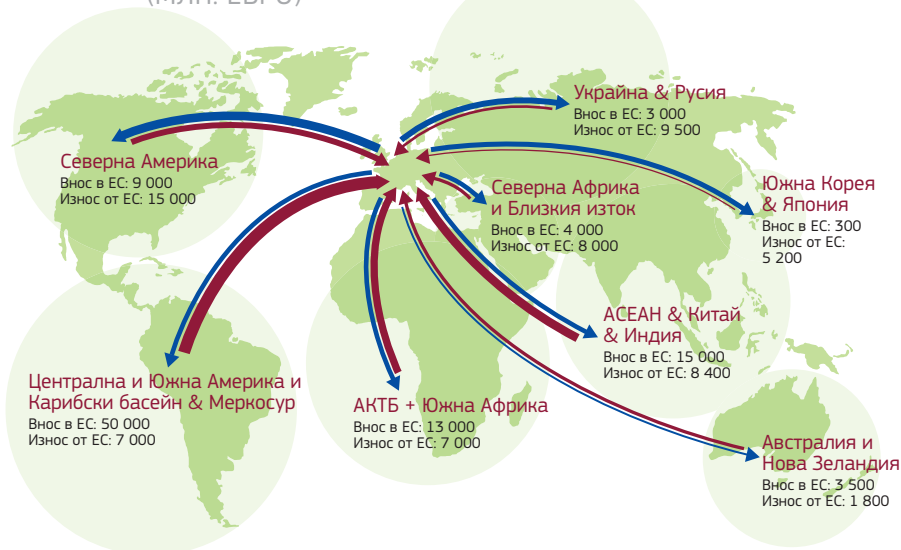 (МЛН. ЕВРО)
Украйна & Русия
Внос в ЕС: 3 000
Износ от ЕС: 9 500
Северна Америка
Внос в ЕС: 9 000
Износ от ЕС: 15 000
Северна Африка
и Близкия изток
Внос в ЕС: 4 000
Износ от ЕС: 8 000
Южна Корея
& Япония
Внос в ЕС: 300
Износ от ЕС:
5 200
АСЕАН & Китай
& Индия
Внос в ЕС: 15 000
Износ от ЕС: 8 400
Централна и Южна Америка и
Карибски басейн & Меркосур
Внос в ЕС: 50 000
Износ от ЕС: 7 000
АКТБ + Южна Африка
Внос в ЕС: 13 000
Износ от ЕС: 7 000
Австралия и
Нова Зеландия
Внос в ЕС: 3 500
Износ от ЕС: 1 800